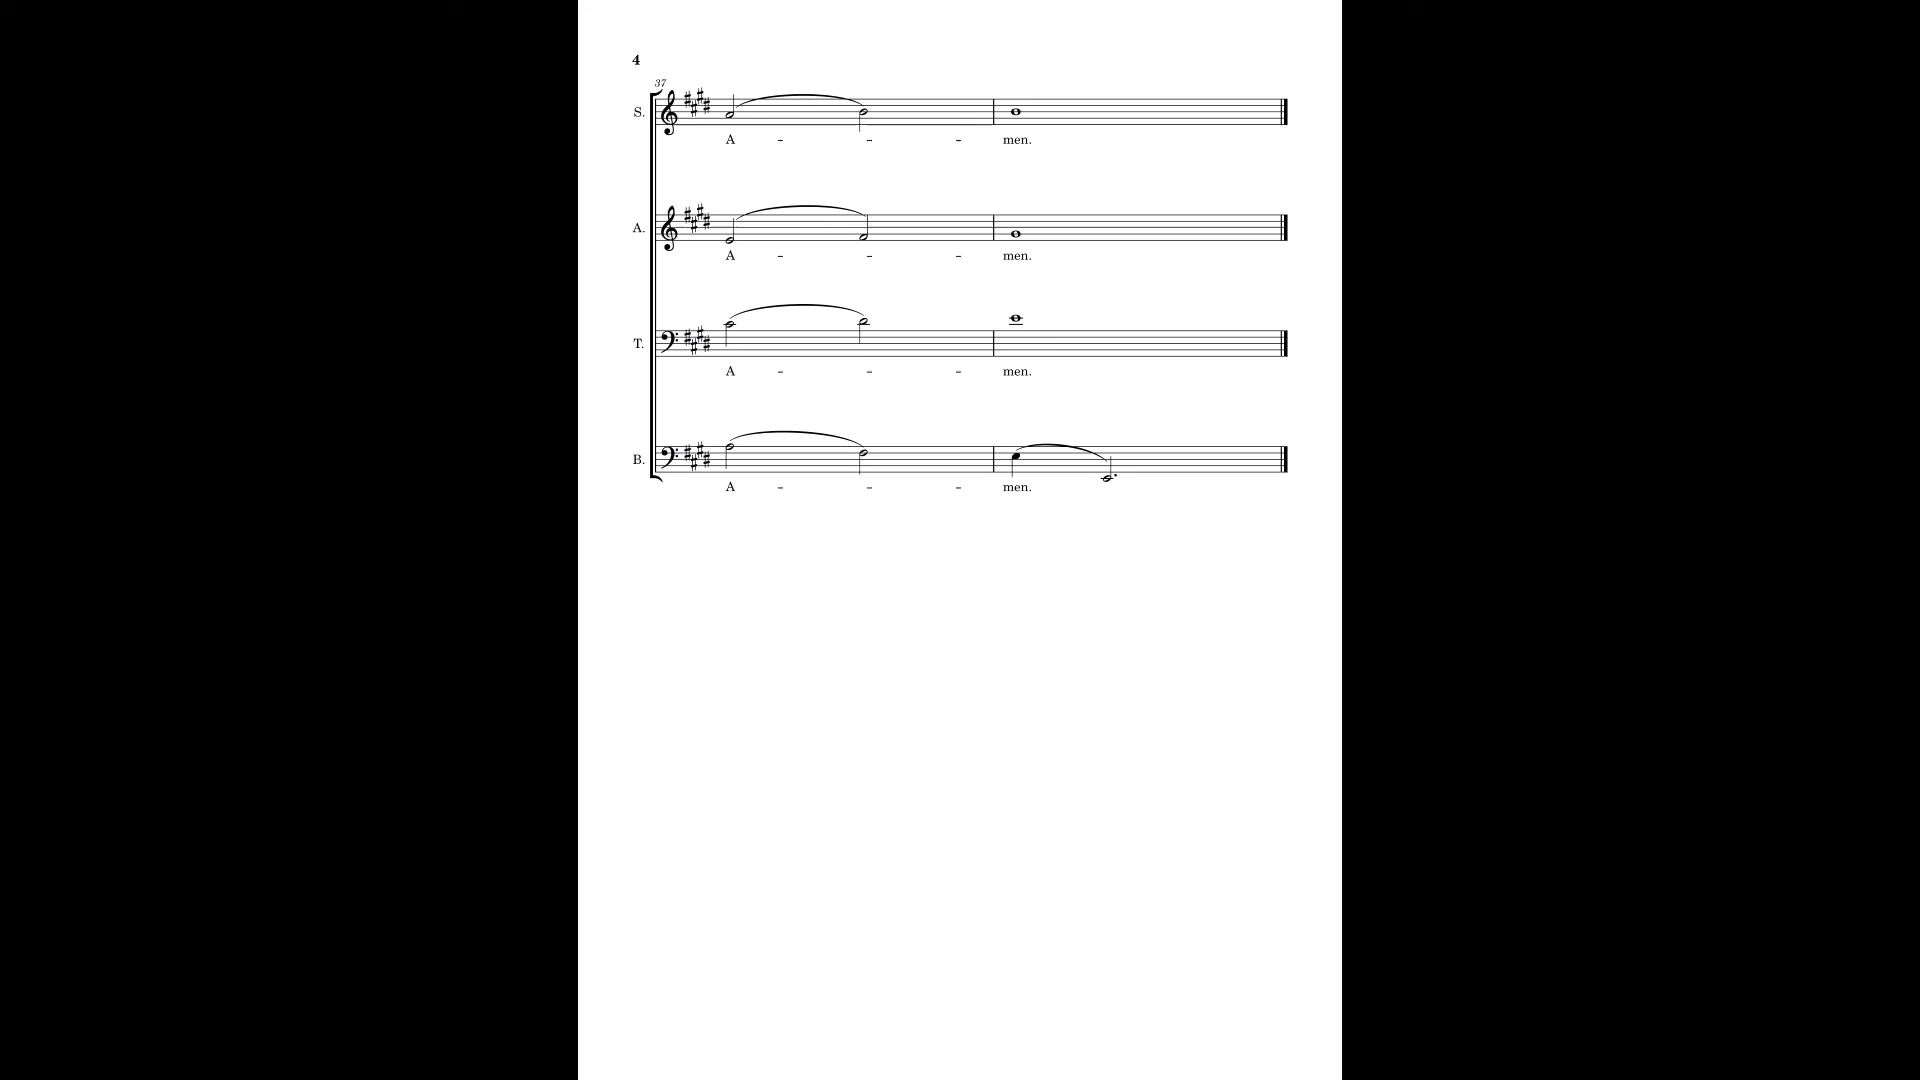 4
37
S.
A - - - men.
A.
A - - - men.
T.
A - - - men.
B.
A - - - men.